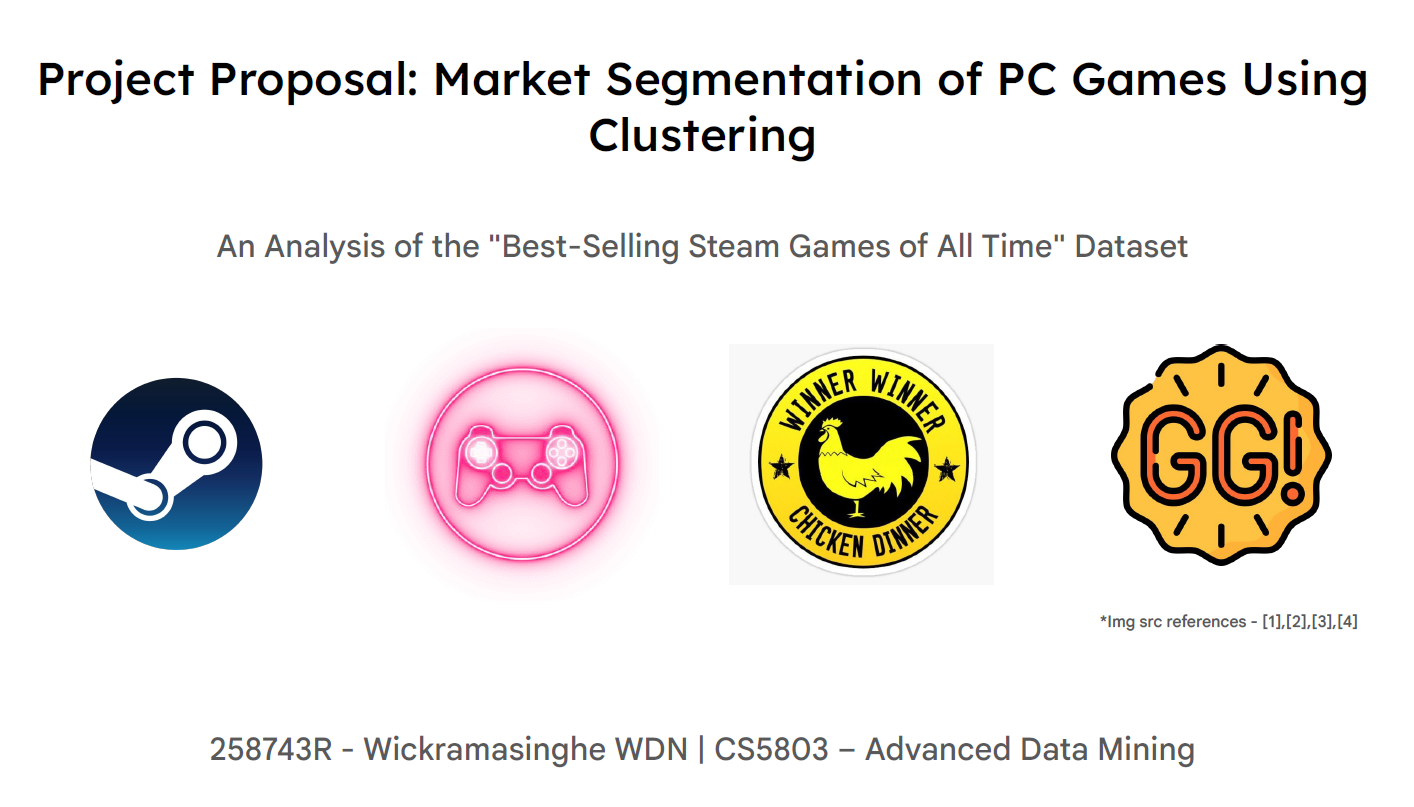 Project Proposal: Market Segmentation of PC Games Using
Clustering
An Analysis of the "Best-Selling Steam Games of All Time" Dataset
WINNER WINNER
CHICKEN DINNER
GG!
*Img src references - [1],[2],[3],[4]
258743R - Wickramasinghe WDN | CS5803 – Advanced Data Mining